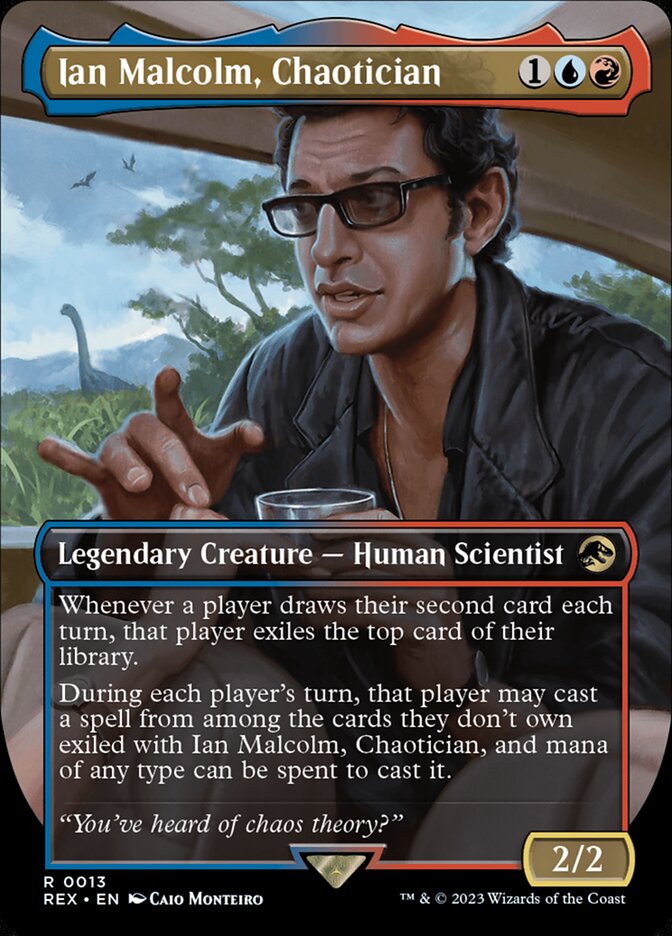 Ian Malcolm, Chaotician
1
Legendary Creature — Human Scientist
Whenever a player draws their second card each
turn, that player exiles the top card of their
library.
During each player's turn, that player may cast
a spell from among the cards they don't own
exiled with Ian Malcolm, Chaotician, and mana
of any type can be spent to cast it.
"You've heard of chaos theory?"
2/2
R 0013
REX • EN Caio Monteiro
™ & © 2023 Wizards of the Coast